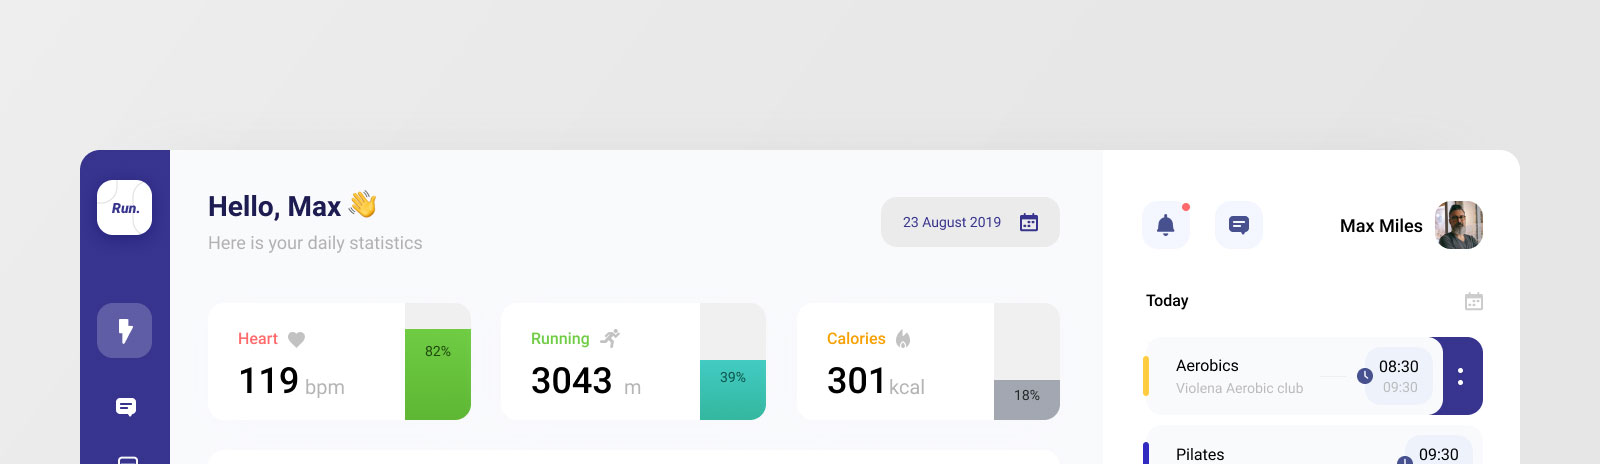 Run.
Hello, Max
Here is your daily statistics
23 August 2019
Heart
119 bpm
82%
Running
3043 m
39%
Calories
301 kcal
18%
Max Miles
Today
Aerobics
Violena Aerobic club
08:30
09:30
Pilates
09:30